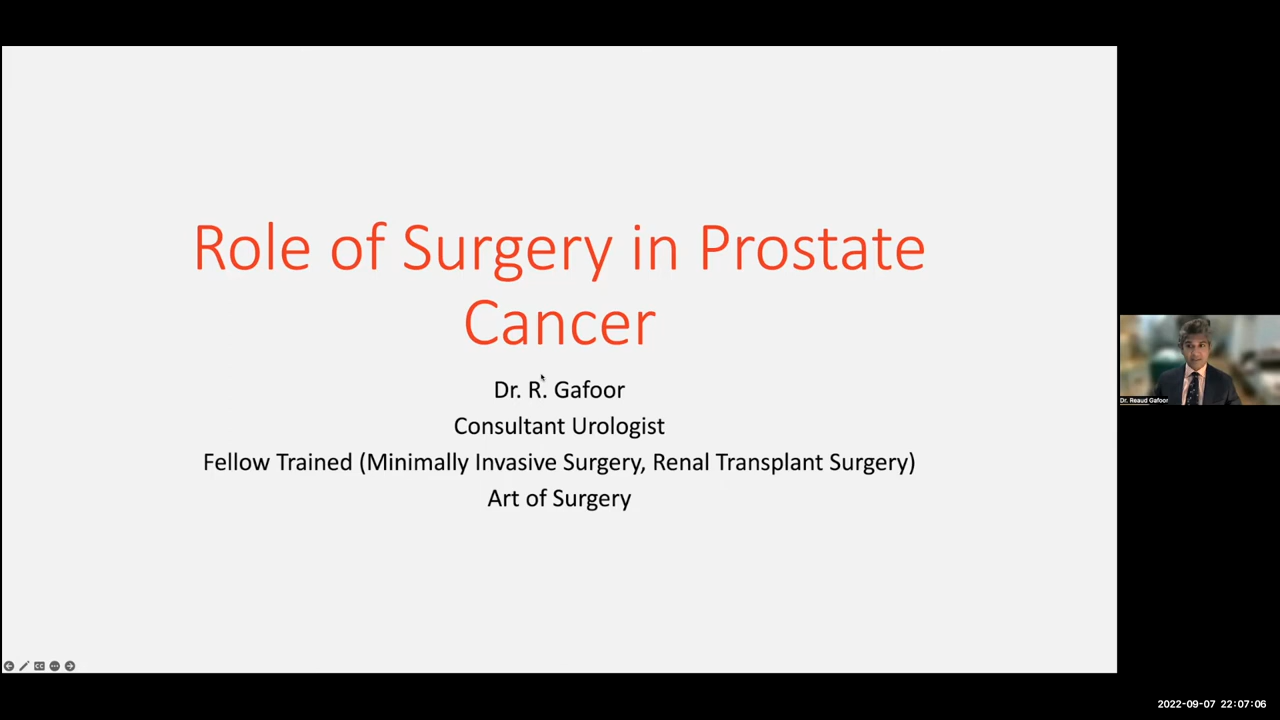 Role of Surgery in Prostate
Cancer
Dr. R. Gafoor
Consultant Urologist
Fellow Trained (Minimally Invasive Surgery, Renal Transplant Surgery)
Art of Surgery
Dr. Reaud Gafoor
2022-09-07 22:07:06